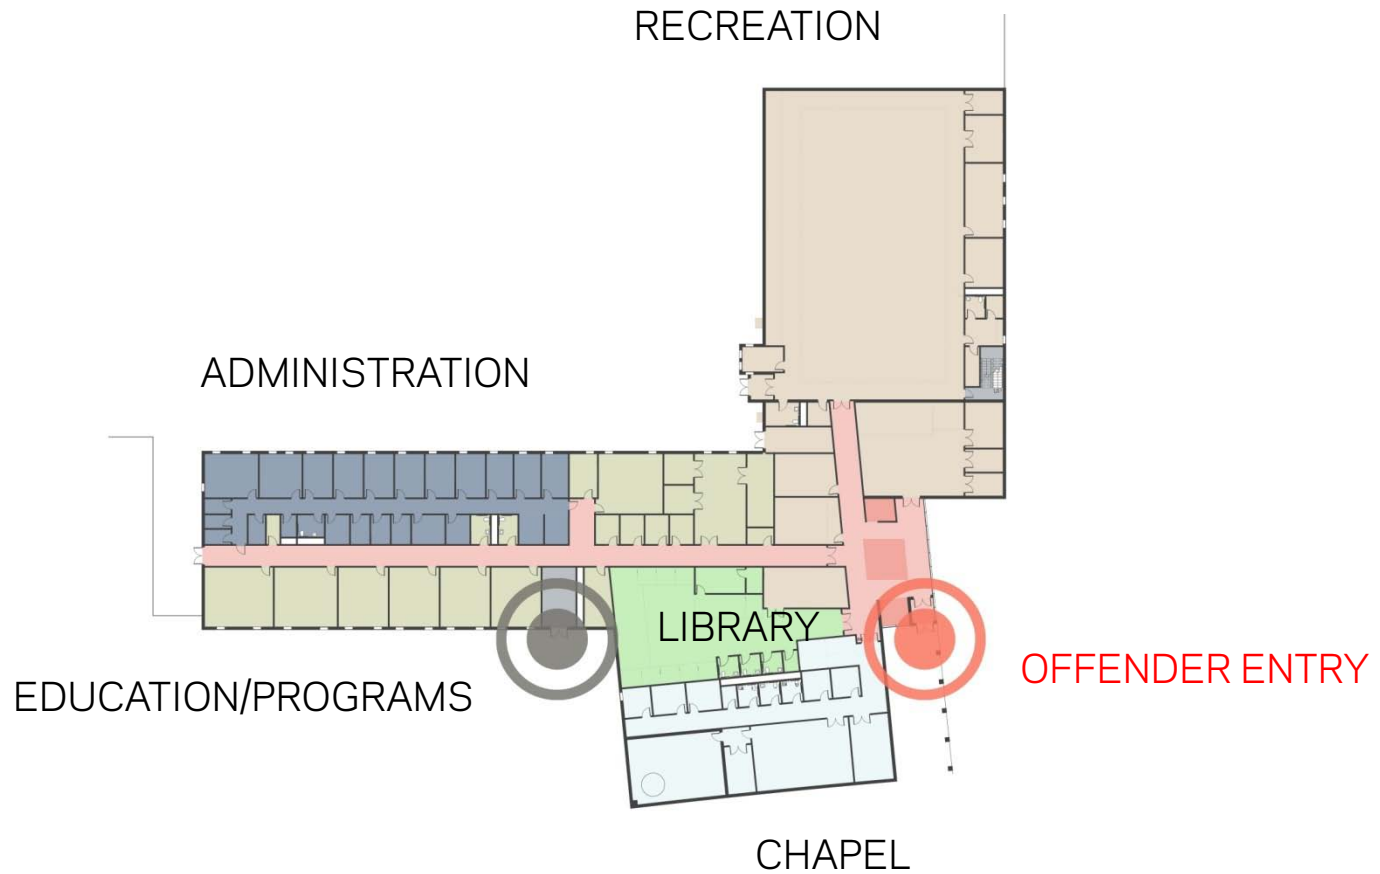 RECREATION
ADMINISTRATION
LIBRARY
OFFENDER ENTRY
EDUCATION/PROGRAMS
CHAPEL